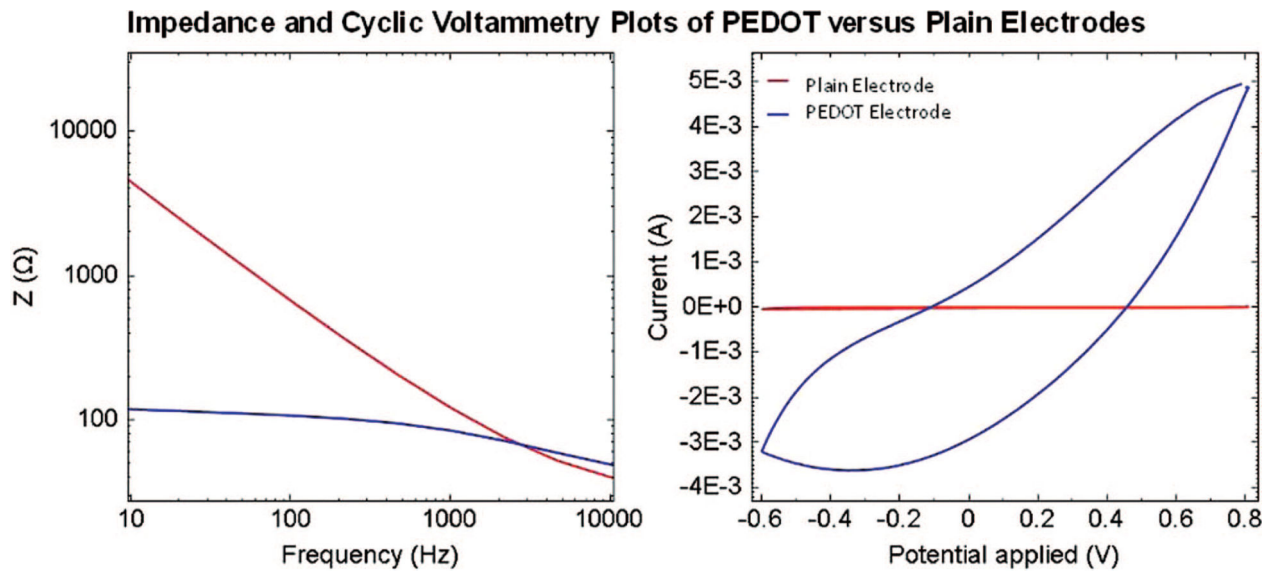 Impedance and Cyclic Voltammetry Plots of PEDOT versus Plain Electrodes
10000
1000
100
Z (Ω)
10
100
1000
10000
Frequency (Hz)
5E-3
4E-3
3E-3
2E-3
1E-3
0E+0
-1E-3
-2E-3
-3E-3
-4E-3
Current (A)
Plain Electrode
PEDOT Electrode
-0.6
-0.4
-0.2
0
0.2
0.4
0.6
0.8
Potential applied (V)